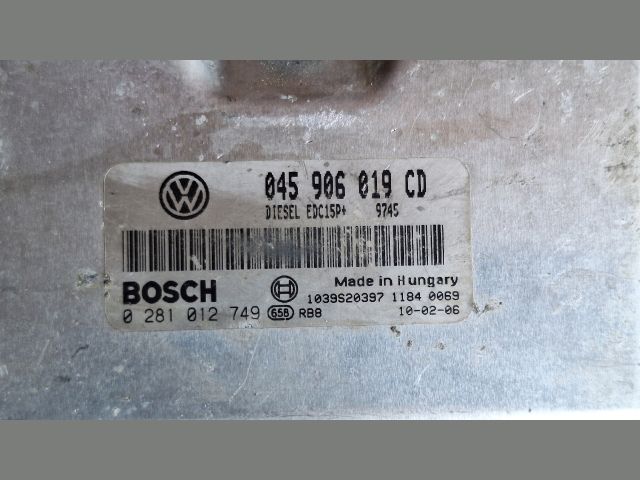 045 906 019 CD
DIESEL EDC15P+ 9745
Made in Hungary
BOSCH
1039S20397 1184 0069
0 281 012 749 658 RB8 10-02-06